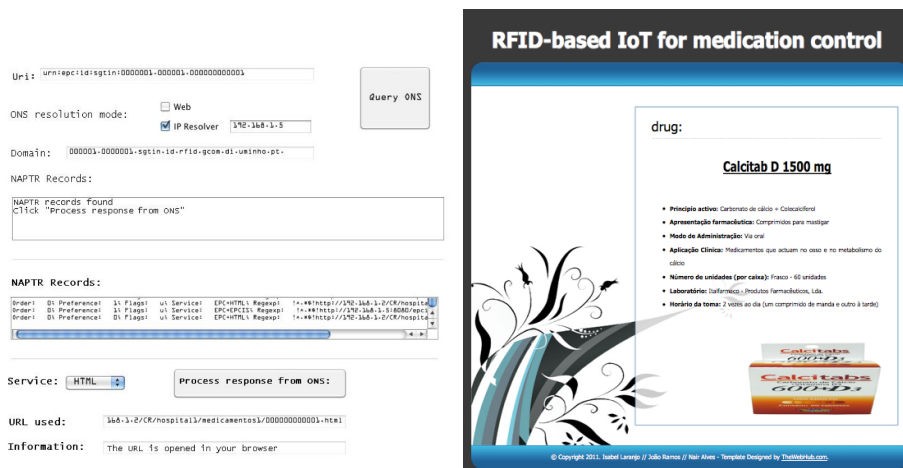 Uri: urn:epc:id:sgtin:0000001.000001.000000000001
Query ONS
ONS resolution mode:
Web
IP Resolver 192.168.1.5
Domain: 000001.0000001.sgtin.id.rfid.gcom.di.uminho.pt.
NAPTR Records:
NAPTR records found
Click "Process response from ONS"
NAPTR Records:
Order: 0; Preference: 1; Flags: u; Service: EPC+HTML; Regexp: !^.*$!http://192.168.1.2/CR/hospita
Order: 0; Preference: 1; Flags: u; Service: EPC+EPCIS; Regexp: !^.*$!http://192.168.1.5:8080/epci
Order: 0; Preference: 0; Flags: u; Service: EPC+HTML; Regexp: !^.*$!http://192.168.1.2/CR/hospita
Service: HTML
Process response from ONS:
URL used: 168.1.2/CR/hospital1/medicamentos1/000000000001.html
Information: The URL is opened in your browser
RFID-based IoT for medication control
drug:
Calcitab D 1500 mg
Principio activo: Carbonato de cálcio + Colecalciferol
Apresentação farmacêutica: Comprimidos para mastigar
Modo de Administração: Via oral
Aplicação Clínica: Medicamentos que actuam no osso e no metabolismo do
cálcio
Número de unidades (por caixa): Frasco - 60 unidades
Laboratório: Italfarmaco - Produtos Farmacêuticos, Lda.
Horário da toma: 2 vezes ao dia (um comprimido de manda e outro à tarde)
Calcitabs
Calcitabs
600+D3
© Copyright 2011. Isabel Laranjo // João Ramos // Nair Alves - Template Designed by TheWebHub.com.